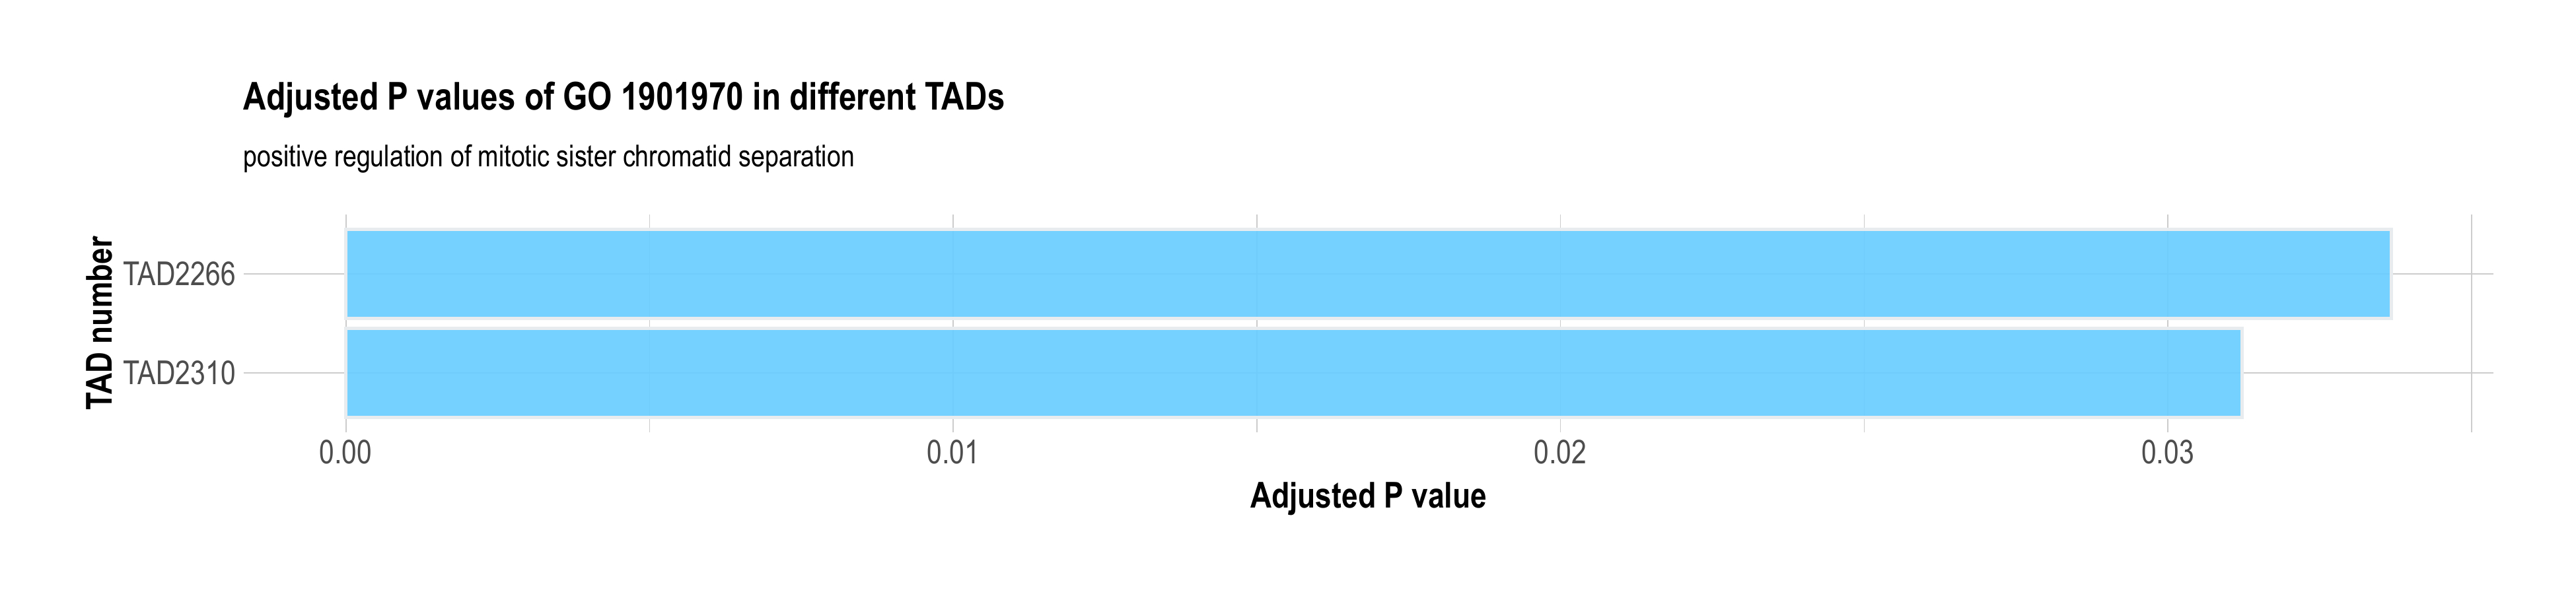 Adjusted P values of GO 1901970 in different TADs
positive regulation of mitotic sister chromatid separation
TAD number
TAD2266
TAD2310
0.00 0.01 0.02 0.03
Adjusted P value